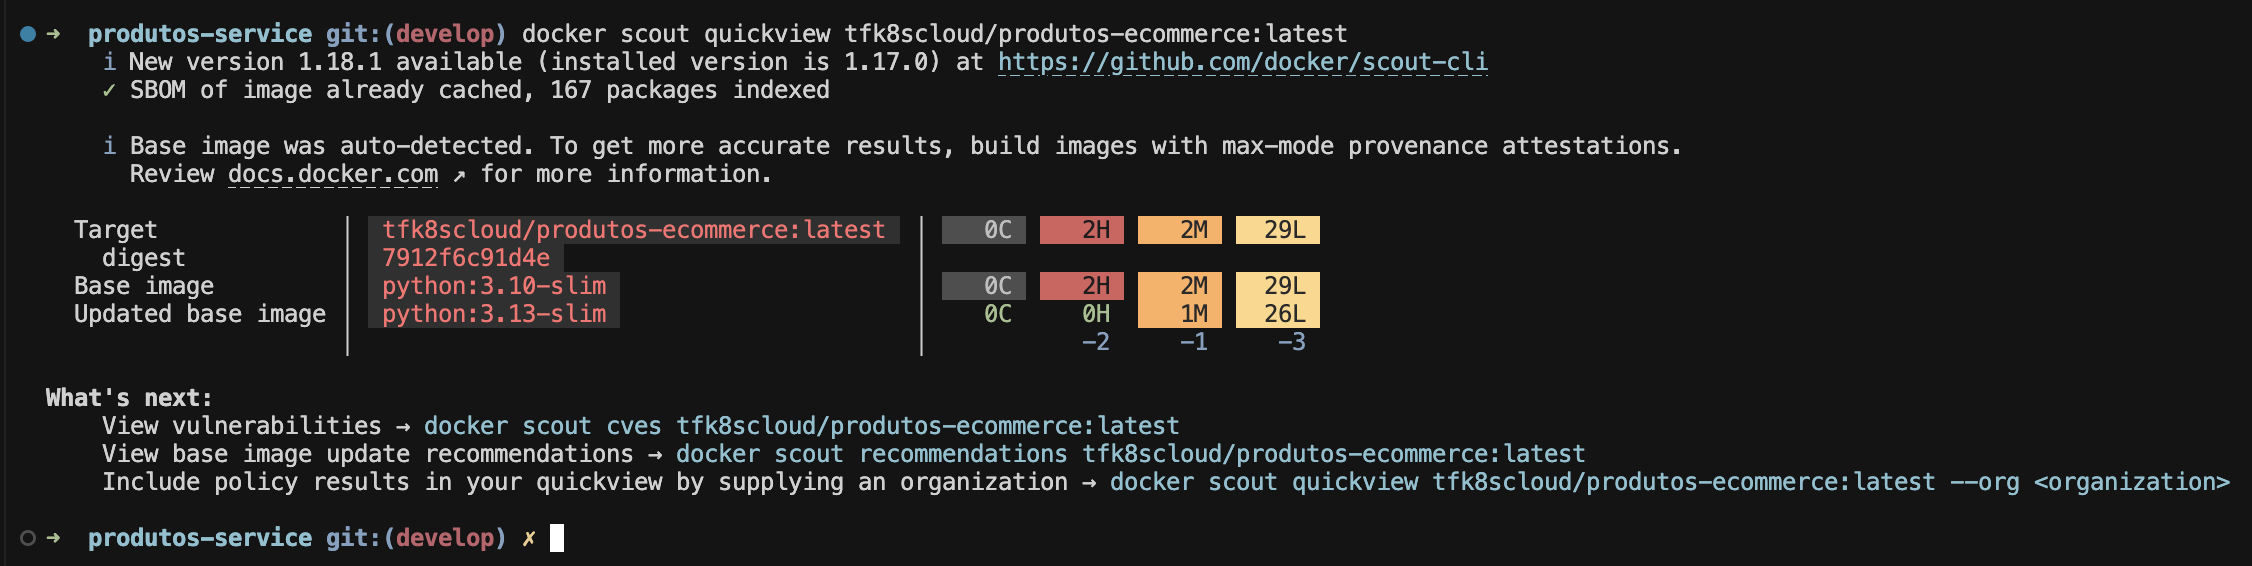 ➜  produtos-service git:(develop) docker scout quickview tfk8scloud/produtos-ecommerce:latest
i New version 1.18.1 available (installed version is 1.17.0) at https://github.com/docker/scout-cli
✓ SBOM of image already cached, 167 packages indexed
i Base image was auto-detected. To get more accurate results, build images with max-mode provenance attestations.
Review docs.docker.com ↗ for more information.
Target │ tfk8scloud/produtos-ecommerce:latest │ 0C 2H 2M 29L
digest │ 7912f6c91d4e │
Base image │ python:3.10-slim │ 0C 2H 2M 29L
Updated base image │ python:3.13-slim │ 0C 0H 1M 26L
│ │ -2 -1 -3
What's next:
View vulnerabilities → docker scout cves tfk8scloud/produtos-ecommerce:latest
View base image update recommendations → docker scout recommendations tfk8scloud/produtos-ecommerce:latest
Include policy results in your quickview by supplying an organization → docker scout quickview tfk8scloud/produtos-ecommerce:latest --org <organization>
➜  produtos-service git:(develop) ✗